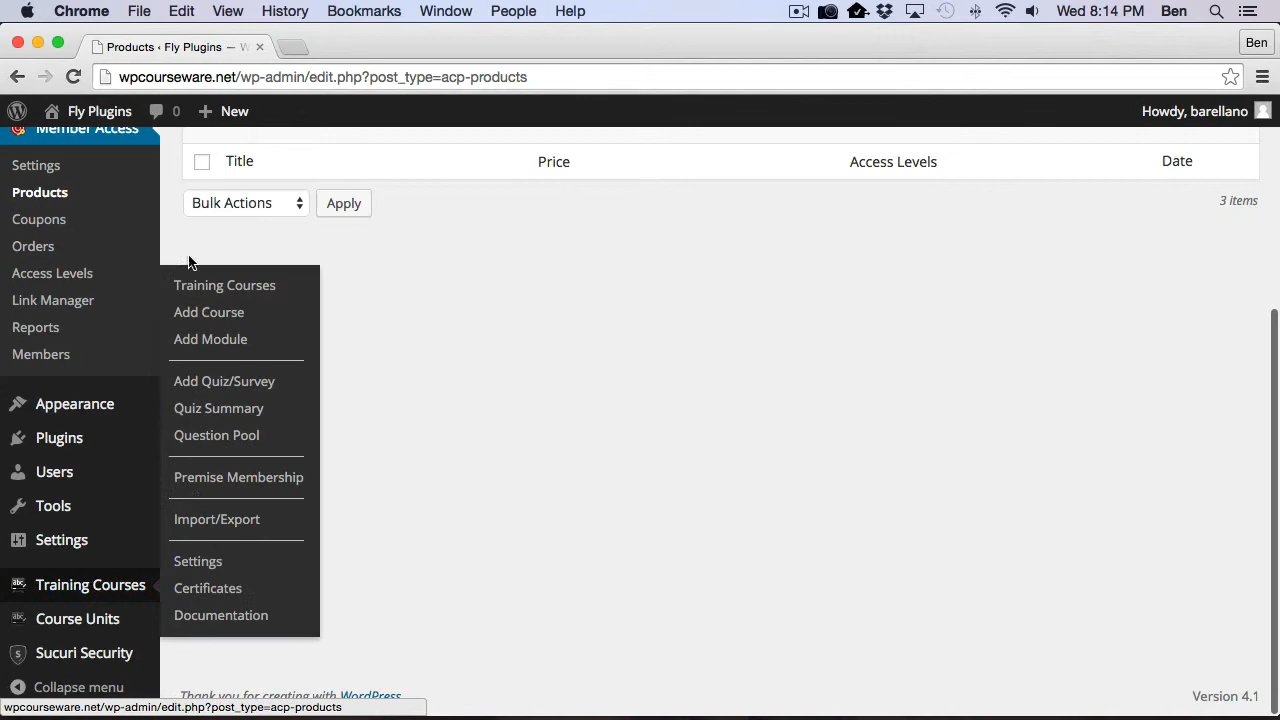 Chrome File Edit View History Bookmarks Window People Help Wed 8:14 PM Ben
Products ‹ Fly Plugins — W Ben
wpcourseware.net/wp-admin/edit.php?post_type=acp-products
Fly Plugins 0 New Howdy, barellano
Member Access
Settings
Products
Coupons
Orders
Access Levels
Link Manager
Reports
Members
Appearance
Plugins
Users
Tools
Settings
Training Courses
Course Units
Sucuri Security
Collapse menu
Title Price Access Levels Date
Bulk Actions Apply 3 items
Training Courses
Add Course
Add Module
Add Quiz/Survey
Quiz Summary
Question Pool
Premise Membership
Import/Export
Settings
Certificates
Documentation
Thank you for creating with WordPress Version 4.1
wpcourseware.net/wp-admin/edit.php?post_type=acp-products